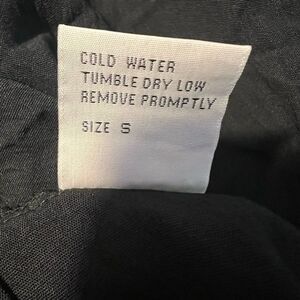 COLD WATER
TUMBLE DRY LOW
REMOVE PROMPTLY
SIZE S